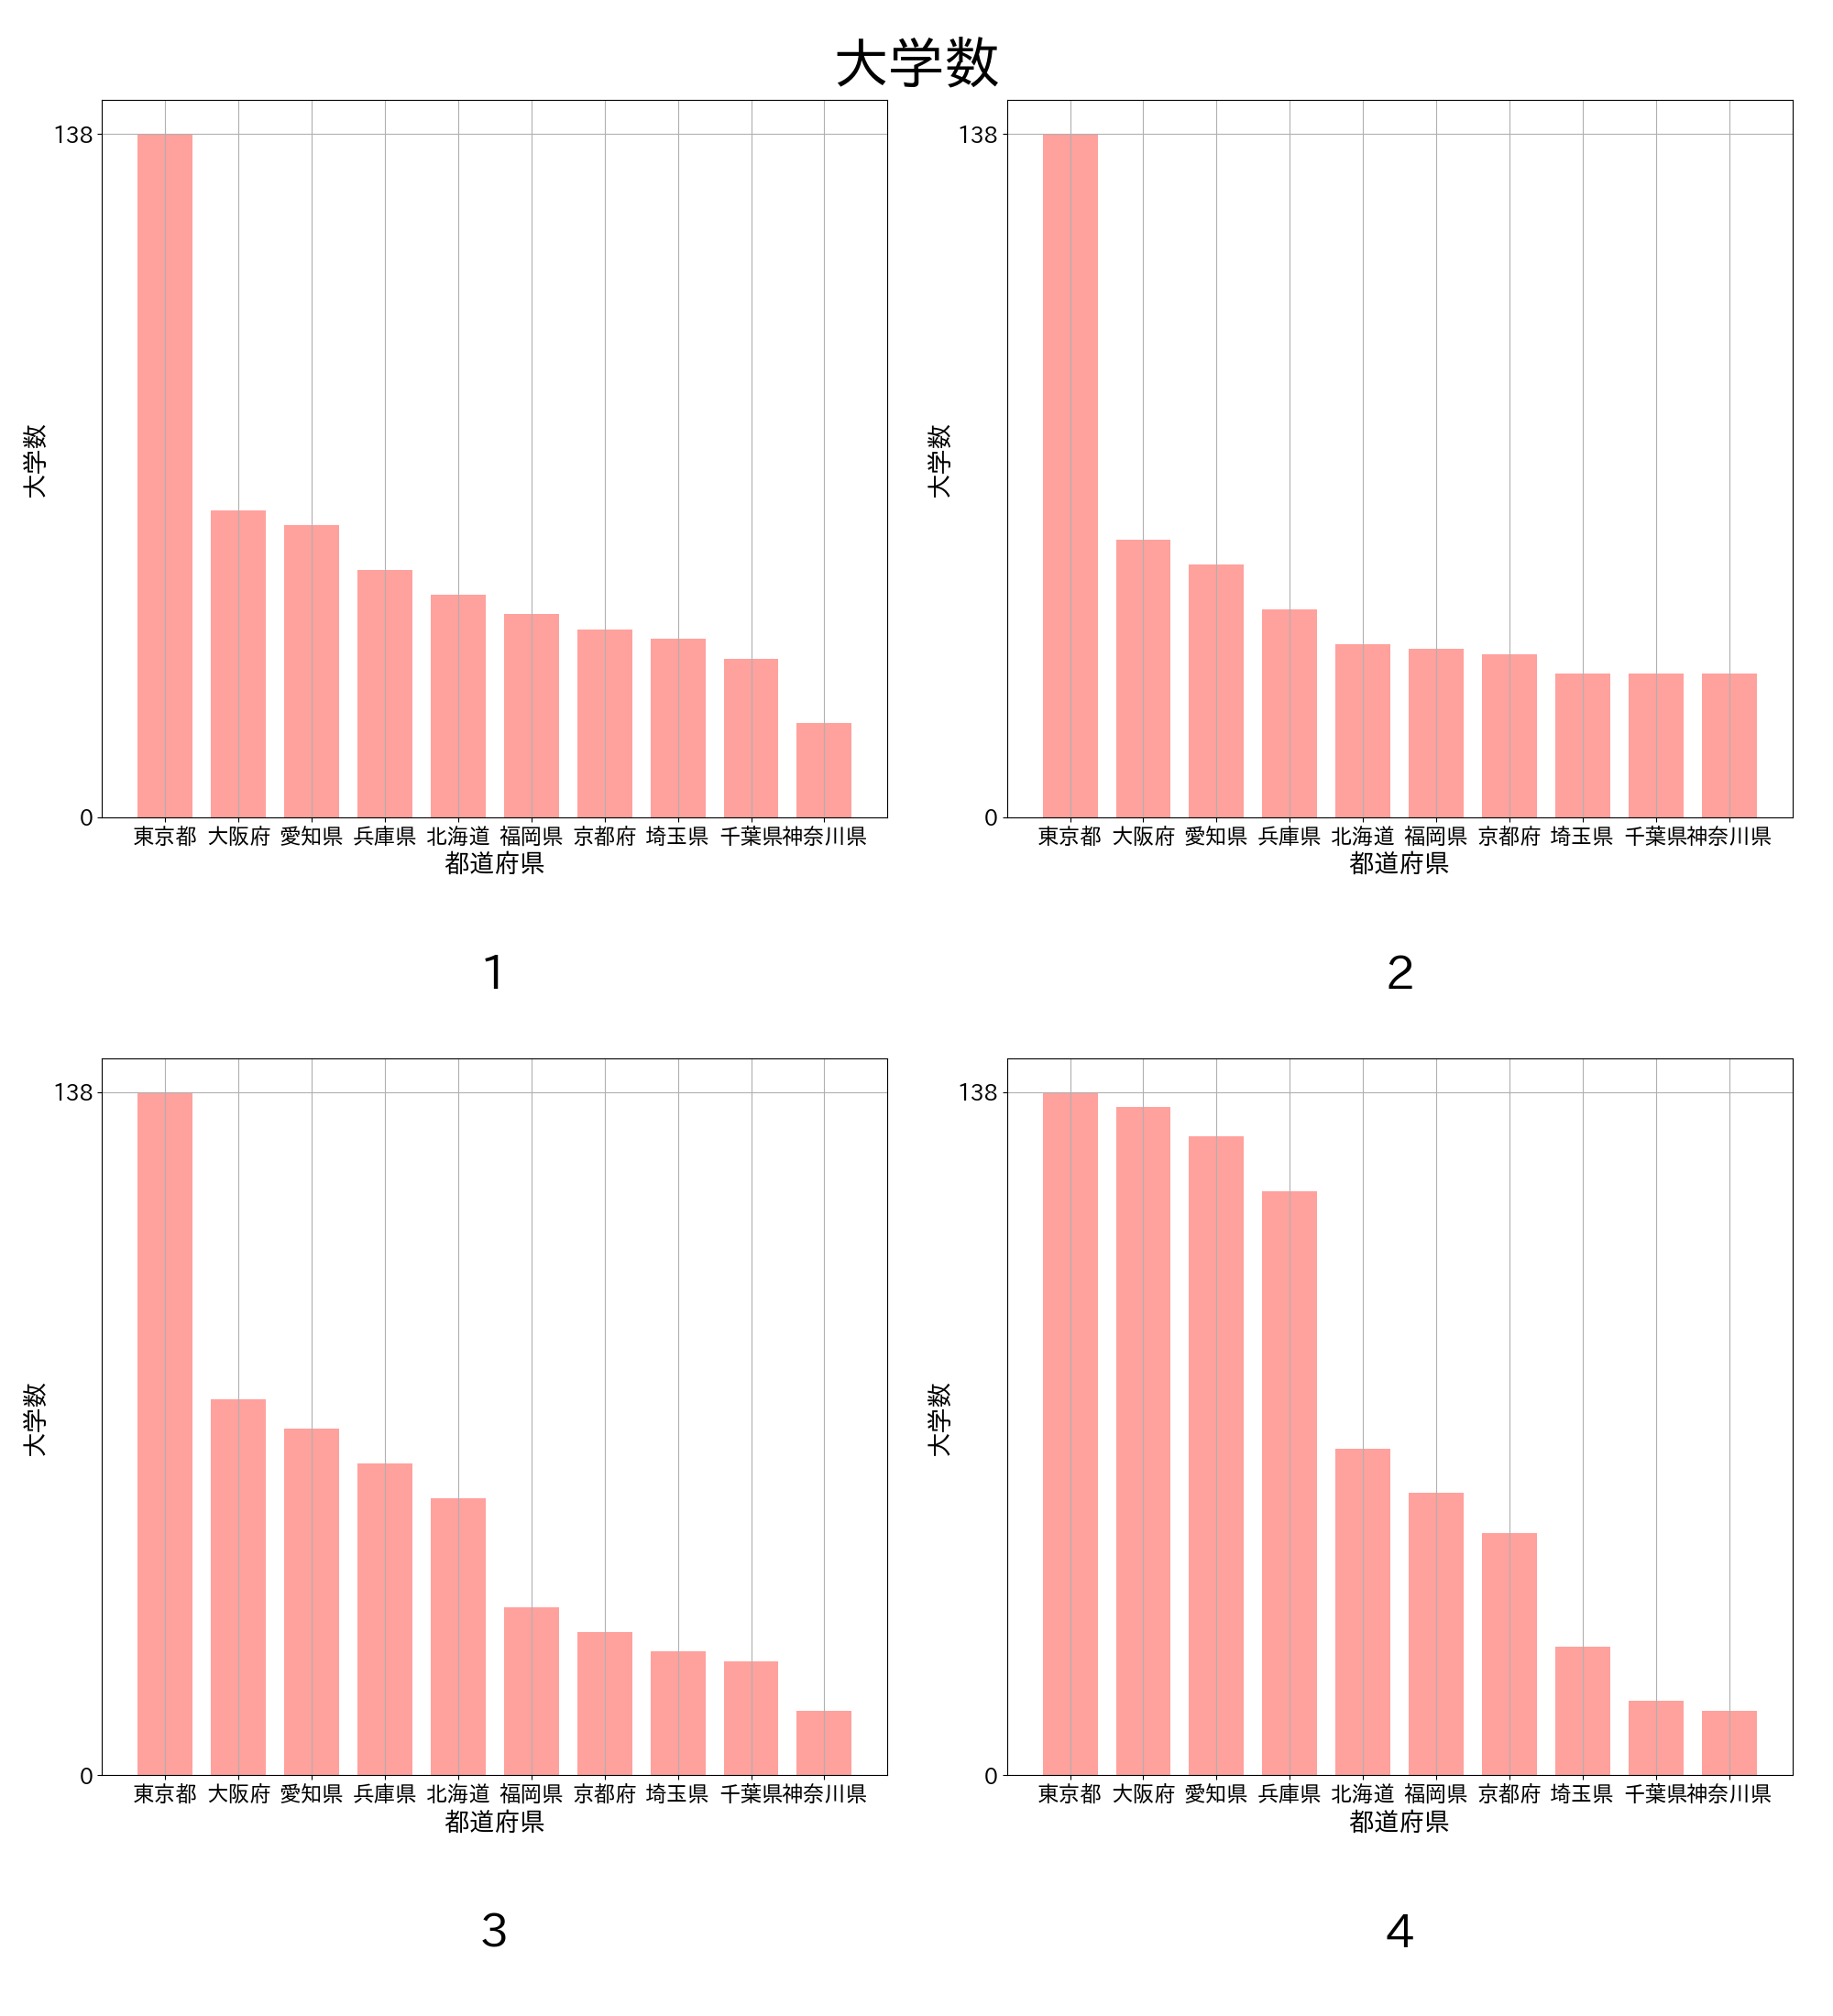 大学数
138
0
大学数
東京都 大阪府 愛知県 兵庫県 北海道 福岡県 京都府 埼玉県 千葉県 神奈川県
都道府県
1
138
0
大学数
東京都 大阪府 愛知県 兵庫県 北海道 福岡県 京都府 埼玉県 千葉県 神奈川県
都道府県
2
138
0
大学数
東京都 大阪府 愛知県 兵庫県 北海道 福岡県 京都府 埼玉県 千葉県 神奈川県
都道府県
3
138
0
大学数
東京都 大阪府 愛知県 兵庫県 北海道 福岡県 京都府 埼玉県 千葉県 神奈川県
都道府県
4